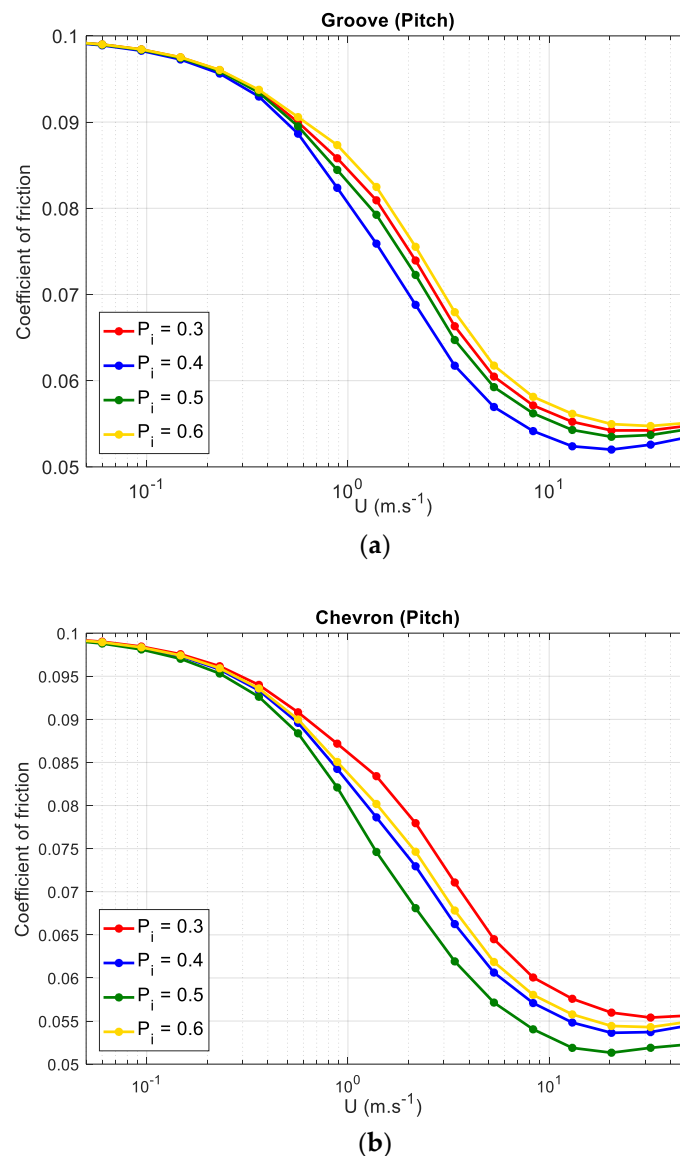 Groove (Pitch)
0.1
0.09
0.08
0.07
0.06
0.05
Coefficient of friction
P_i = 0.3
P_i = 0.4
P_i = 0.5
P_i = 0.6
10^-1
10^0
10^1
U (m.s^-1)
(a)
Chevron (Pitch)
0.1
0.095
0.09
0.085
0.08
0.075
0.07
0.065
0.06
0.055
0.05
Coefficient of friction
P_i = 0.3
P_i = 0.4
P_i = 0.5
P_i = 0.6
10^-1
10^0
10^1
U (m.s^-1)
(b)